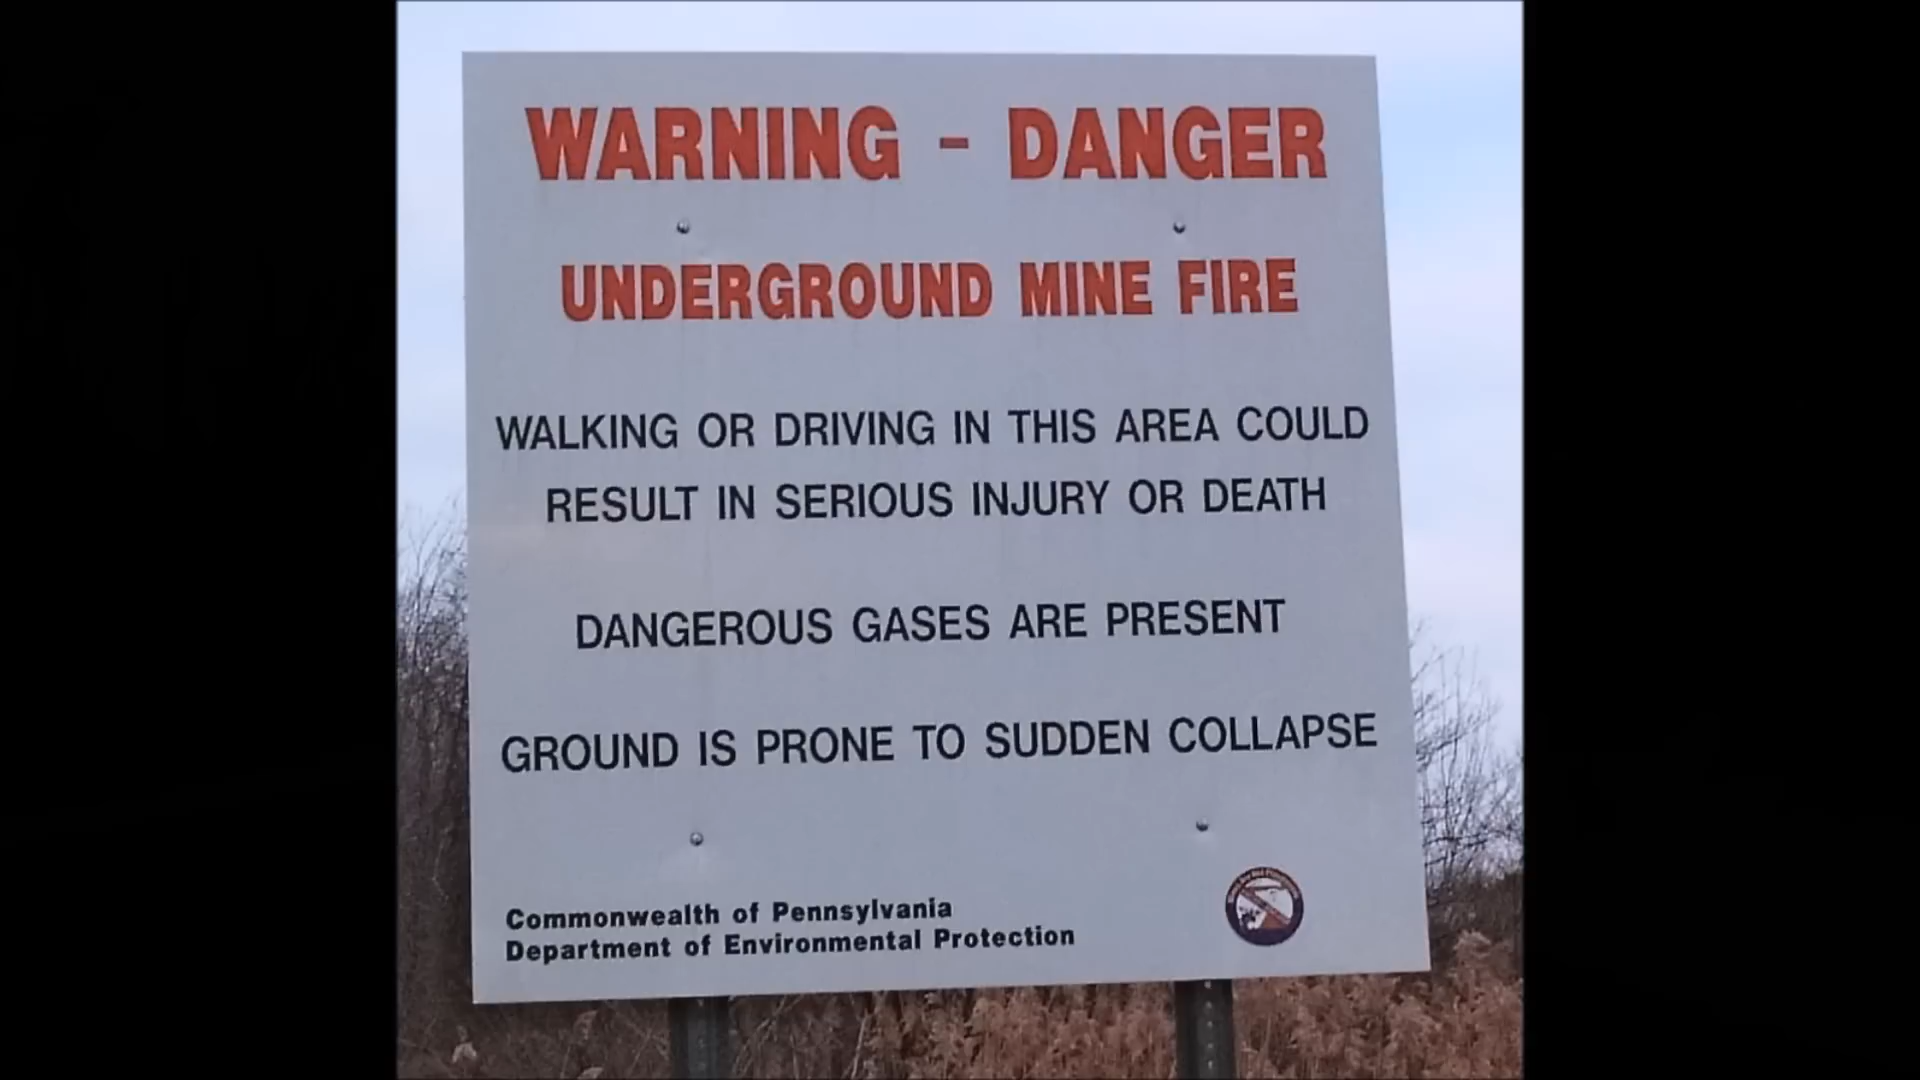 WARNING - DANGER
UNDERGROUND MINE FIRE
WALKING OR DRIVING IN THIS AREA COULD
RESULT IN SERIOUS INJURY OR DEATH
DANGEROUS GASES ARE PRESENT
GROUND IS PRONE TO SUDDEN COLLAPSE
Commonwealth of Pennsylvania
Department of Environmental Protection